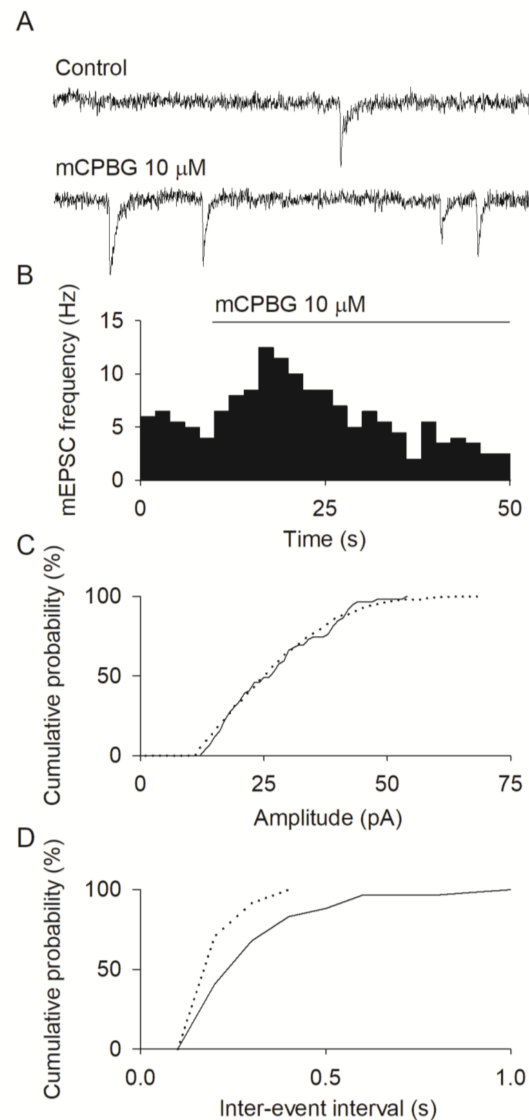 A
Control
mCPBG 10 μM
B
mCPBG 10 μM
mEPSC frequency (Hz)
15
10
5
0
0 25 50
Time (s)
C
Cumulative probability (%)
100
50
0
0 25 50 75
Amplitude (pA)
D
Cumulative probability (%)
100
50
0
0.0 0.5 1.0
Inter-event interval (s)